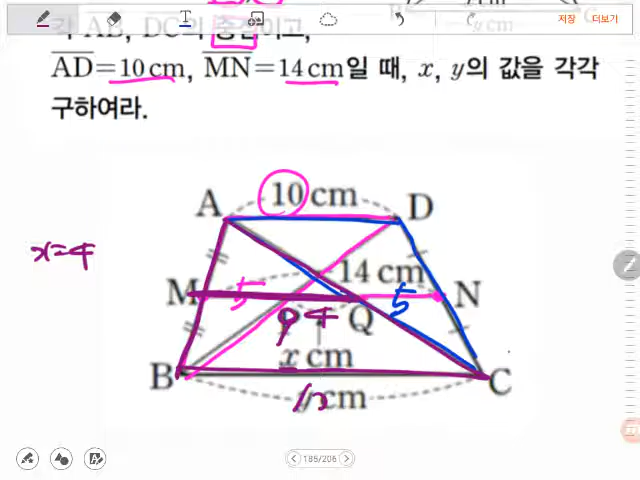 저장 더보기
각 AB, DC의 중점이고,
AD=10 cm, MN=14 cm일 때, x, y의 값을 각각
구하여라.
A 10 cm D
x=4
M 5 14 cm 5 N
P 4 Q
x cm
B C
y cm
185/206